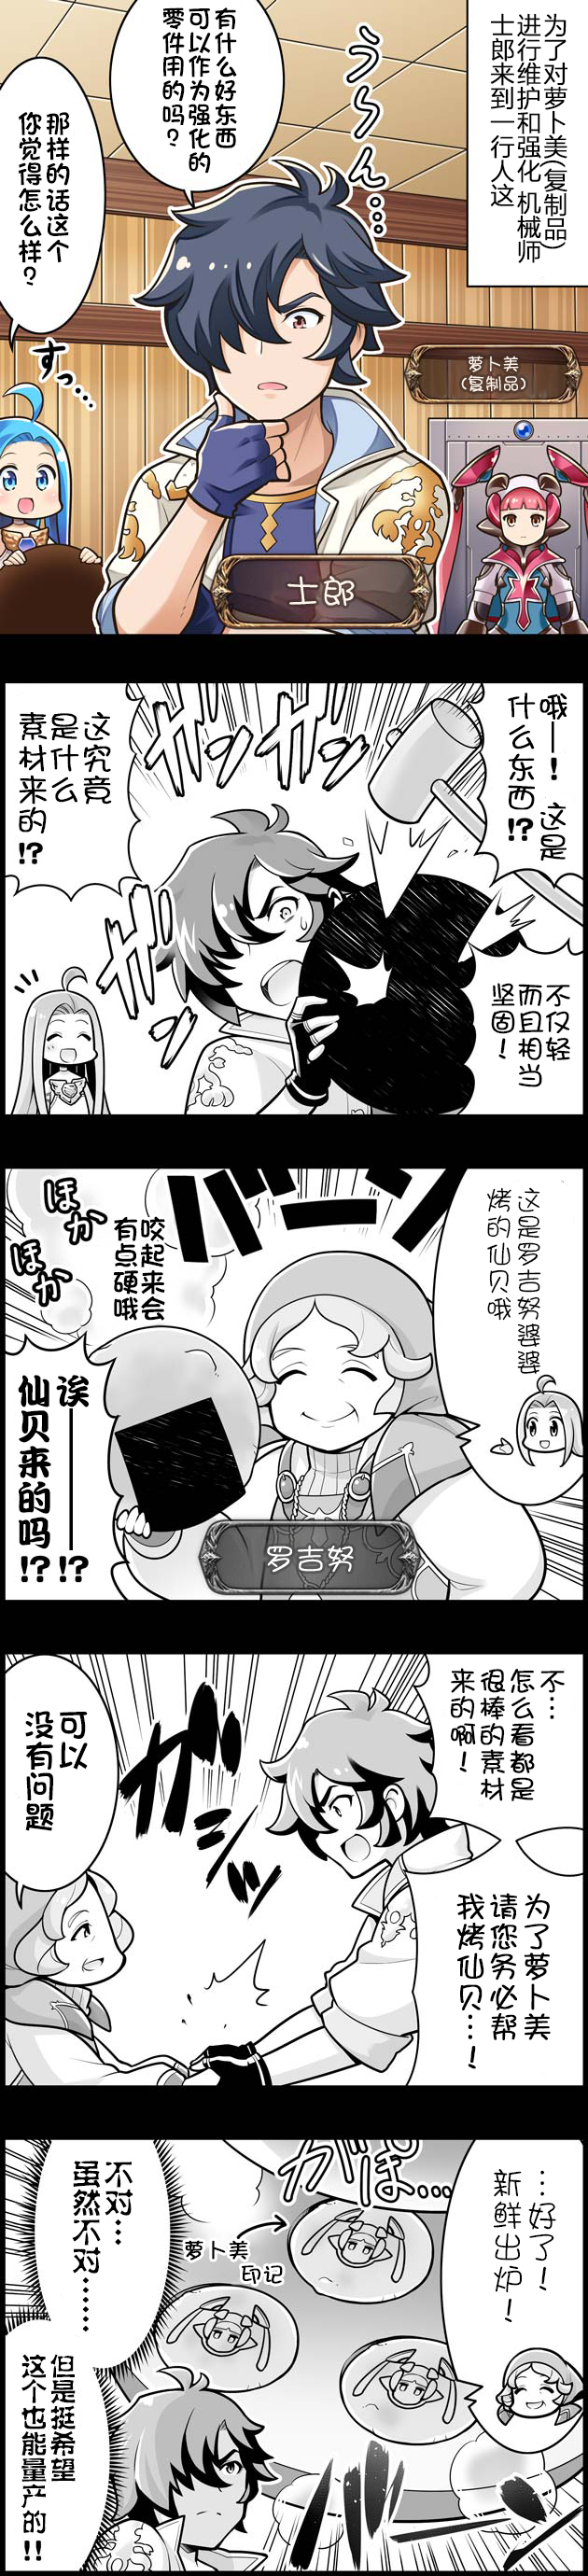 为了对萝卜美(复制品)
进行维护和强化 机械师
士郎来到一行人这
う～ん…
有什么好东西
可以作为强化的
零件用的吗?
那样的话这个
你觉得怎么样?
すっ…
萝卜美
(复制品)
士郎
哦—! 这是
什么东西!?
ガンガン
这究竟
是什么
素材来的
!?
不仅轻
而且相当
坚固!
这是罗吉努婆婆
烤的仙贝哦
バーン
咬起来会
有点硬哦
ほか
ほか
诶———!?
仙贝来的吗!?
罗吉努
不…
怎么看都是
很棒的素材
来的啊!
ガシッ
可以
没有问题
为了萝卜美
请您务必帮
我烤仙贝…!
…好了!
新鲜出炉!
がぽ…
萝卜美
印记
不对…
虽然不对……
但是挺希望
这个也能量产的!!